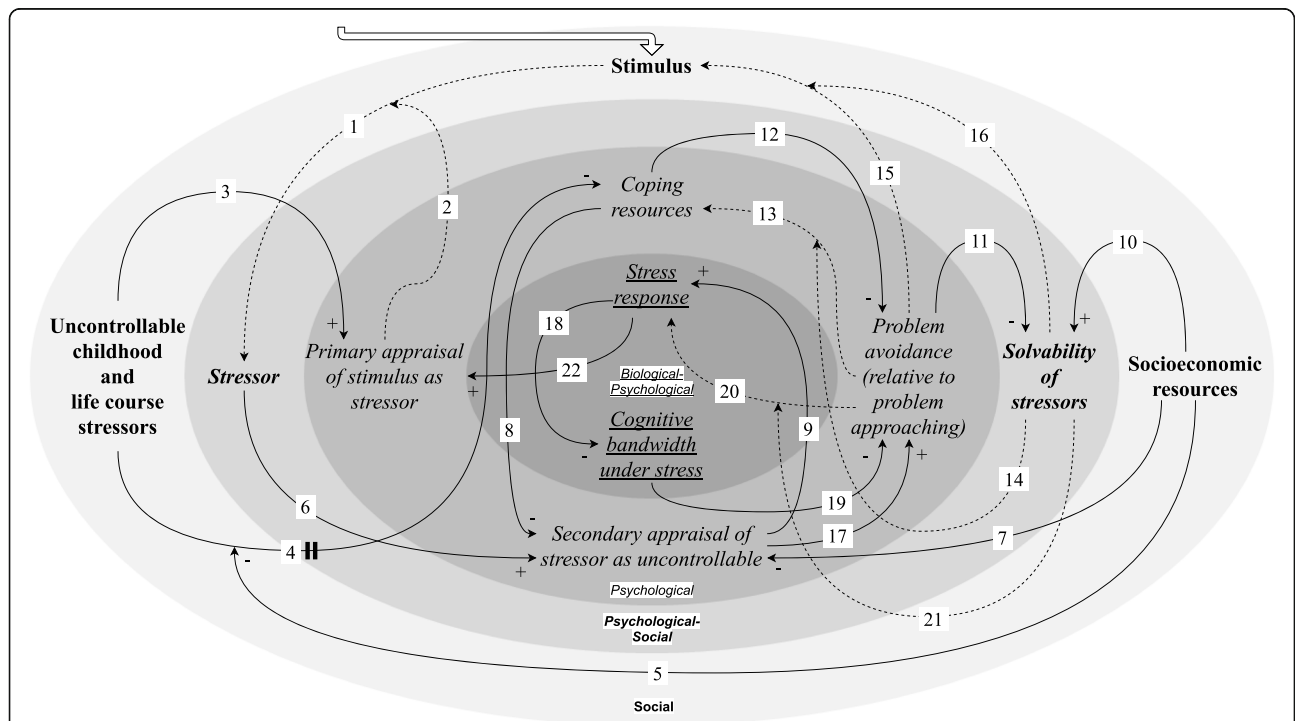 Stimulus
1
12
16
15
3
2
Coping
resources
13
11
10
Stress
response
+
-
18
22
Uncontrollable
childhood
and
life course
stressors
Stressor
+
Primary appraisal
of stimulus as
stressor
+
Biological-
Psychological
20
-
Problem
avoidance
(relative to
problem
approaching)
-
+
Solvability
of
stressors
Socioeconomic
resources
8
9
Cognitive
bandwidth
under stress
-
-
+
6
4
-
19
17
14
7
-
Secondary appraisal of
stressor as uncontrollable
+
-
Psychological
21
Psychological-
Social
5
Social